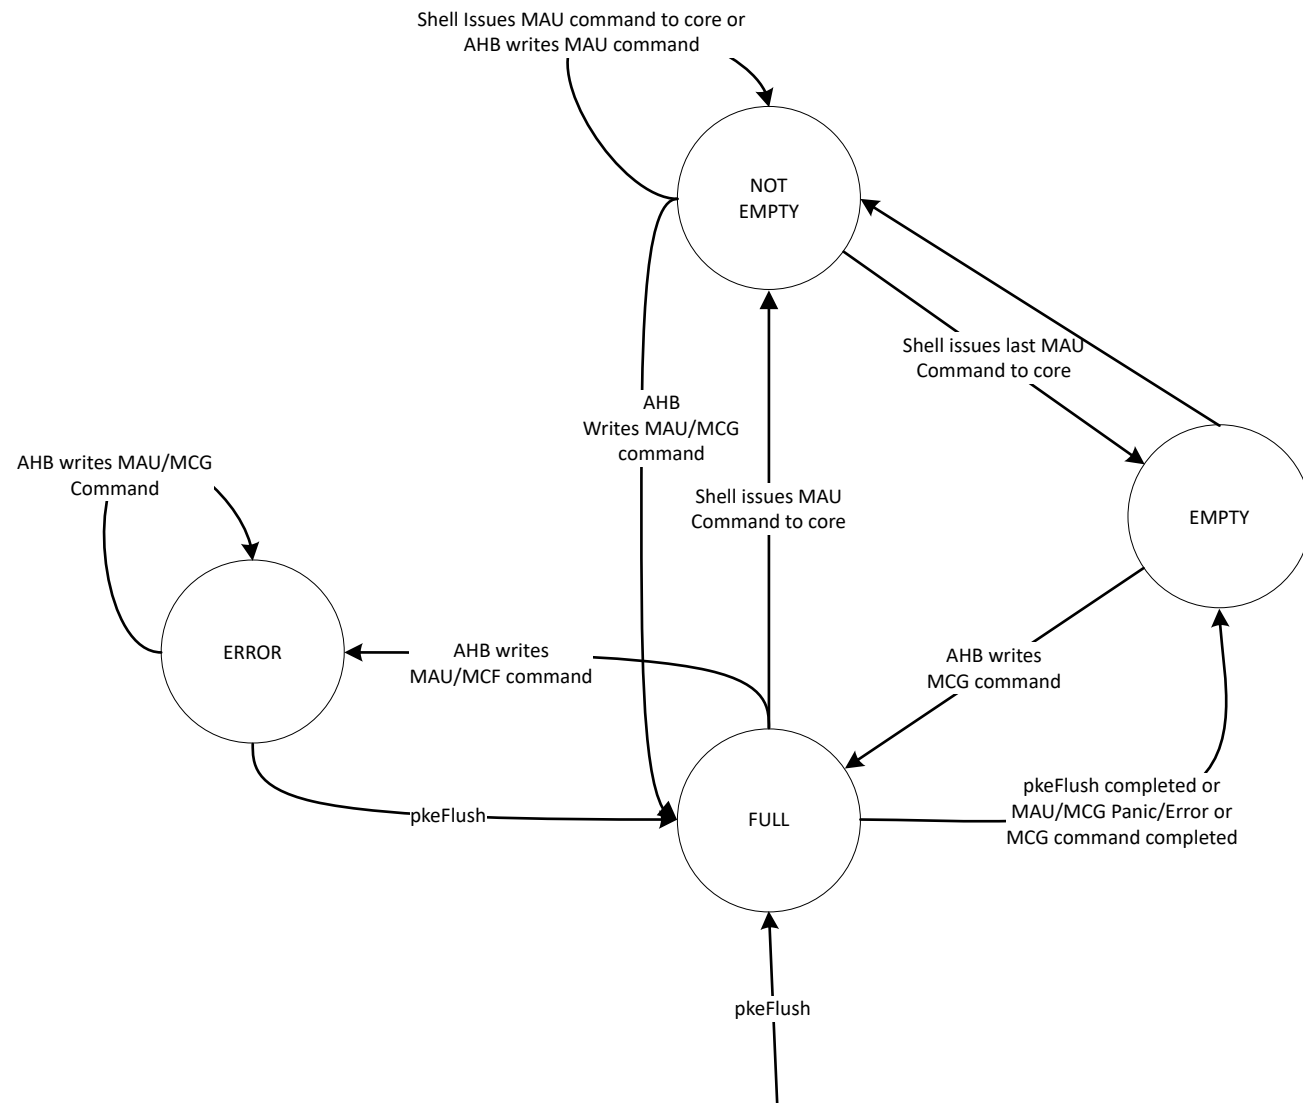 Shell Issues MAU command to core or
AHB writes MAU command
NOT
EMPTY
Shell issues last MAU
Command to core
AHB
Writes MAU/MCG
command
AHB writes MAU/MCG
Command
Shell issues MAU
Command to core
EMPTY
ERROR
AHB writes
MAU/MCF command
AHB writes
MCG command
pkeFlush
FULL
pkeFlush completed or
MAU/MCG Panic/Error or
MCG command completed
pkeFlush